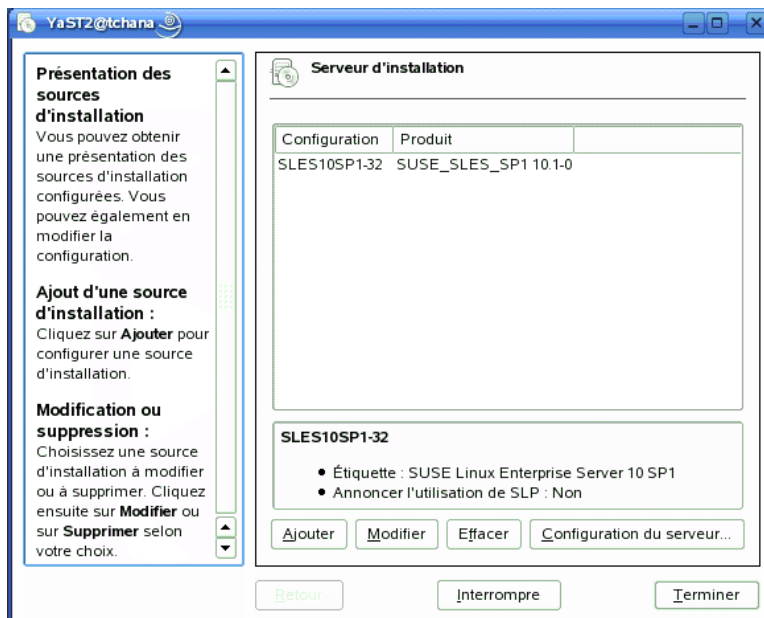 YaST2@tchana
Présentation des
sources
d'installation
Vous pouvez obtenir
une présentation des
sources d'installation
configurées. Vous
pouvez également en
modifier la
configuration.
Ajout d'une source
d'installation :
Cliquez sur Ajouter pour
configurer une source
d'installation.
Modification ou
suppression :
Choisissez une source
d'installation à modifier
ou à supprimer. Cliquez
ensuite sur Modifier ou
sur Supprimer selon
votre choix.
Serveur d'installation
Configuration Produit
SLES10SP1-32 SUSE_SLES_SP1 10.1-0
SLES10SP1-32
• Étiquette : SUSE Linux Enterprise Server 10 SP1
• Annoncer l'utilisation de SLP : Non
Ajouter Modifier Effacer Configuration du serveur...
Retour Interrompre Terminer